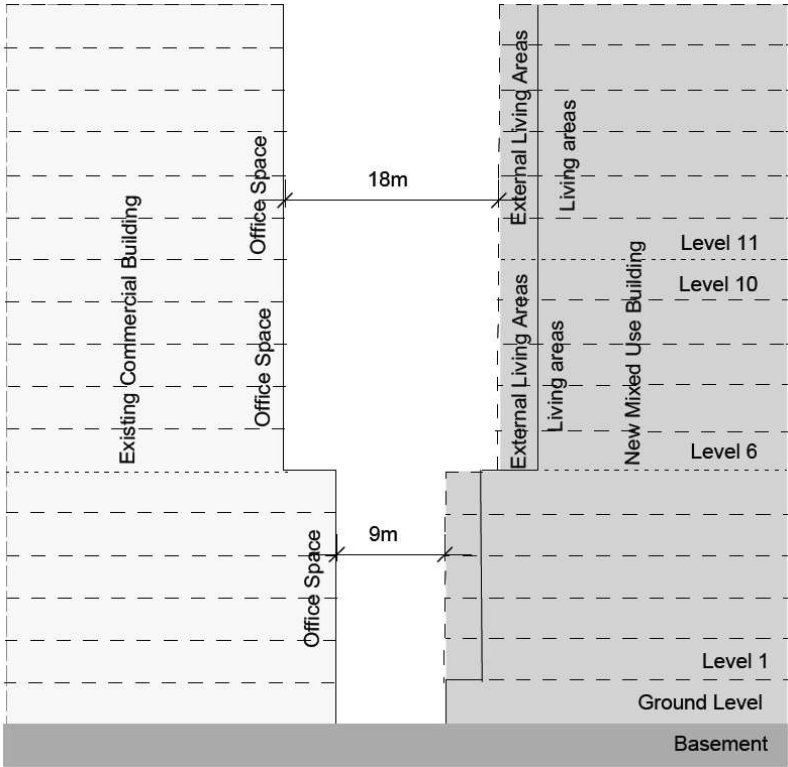 External Living Areas
Living areas
Office Space
18m
Existing Commercial Building
Level 11
Level 10
New Mixed Use Building
External Living Areas
Living areas
Office Space
Level 6
9m
Office Space
Level 1
Ground Level
Basement